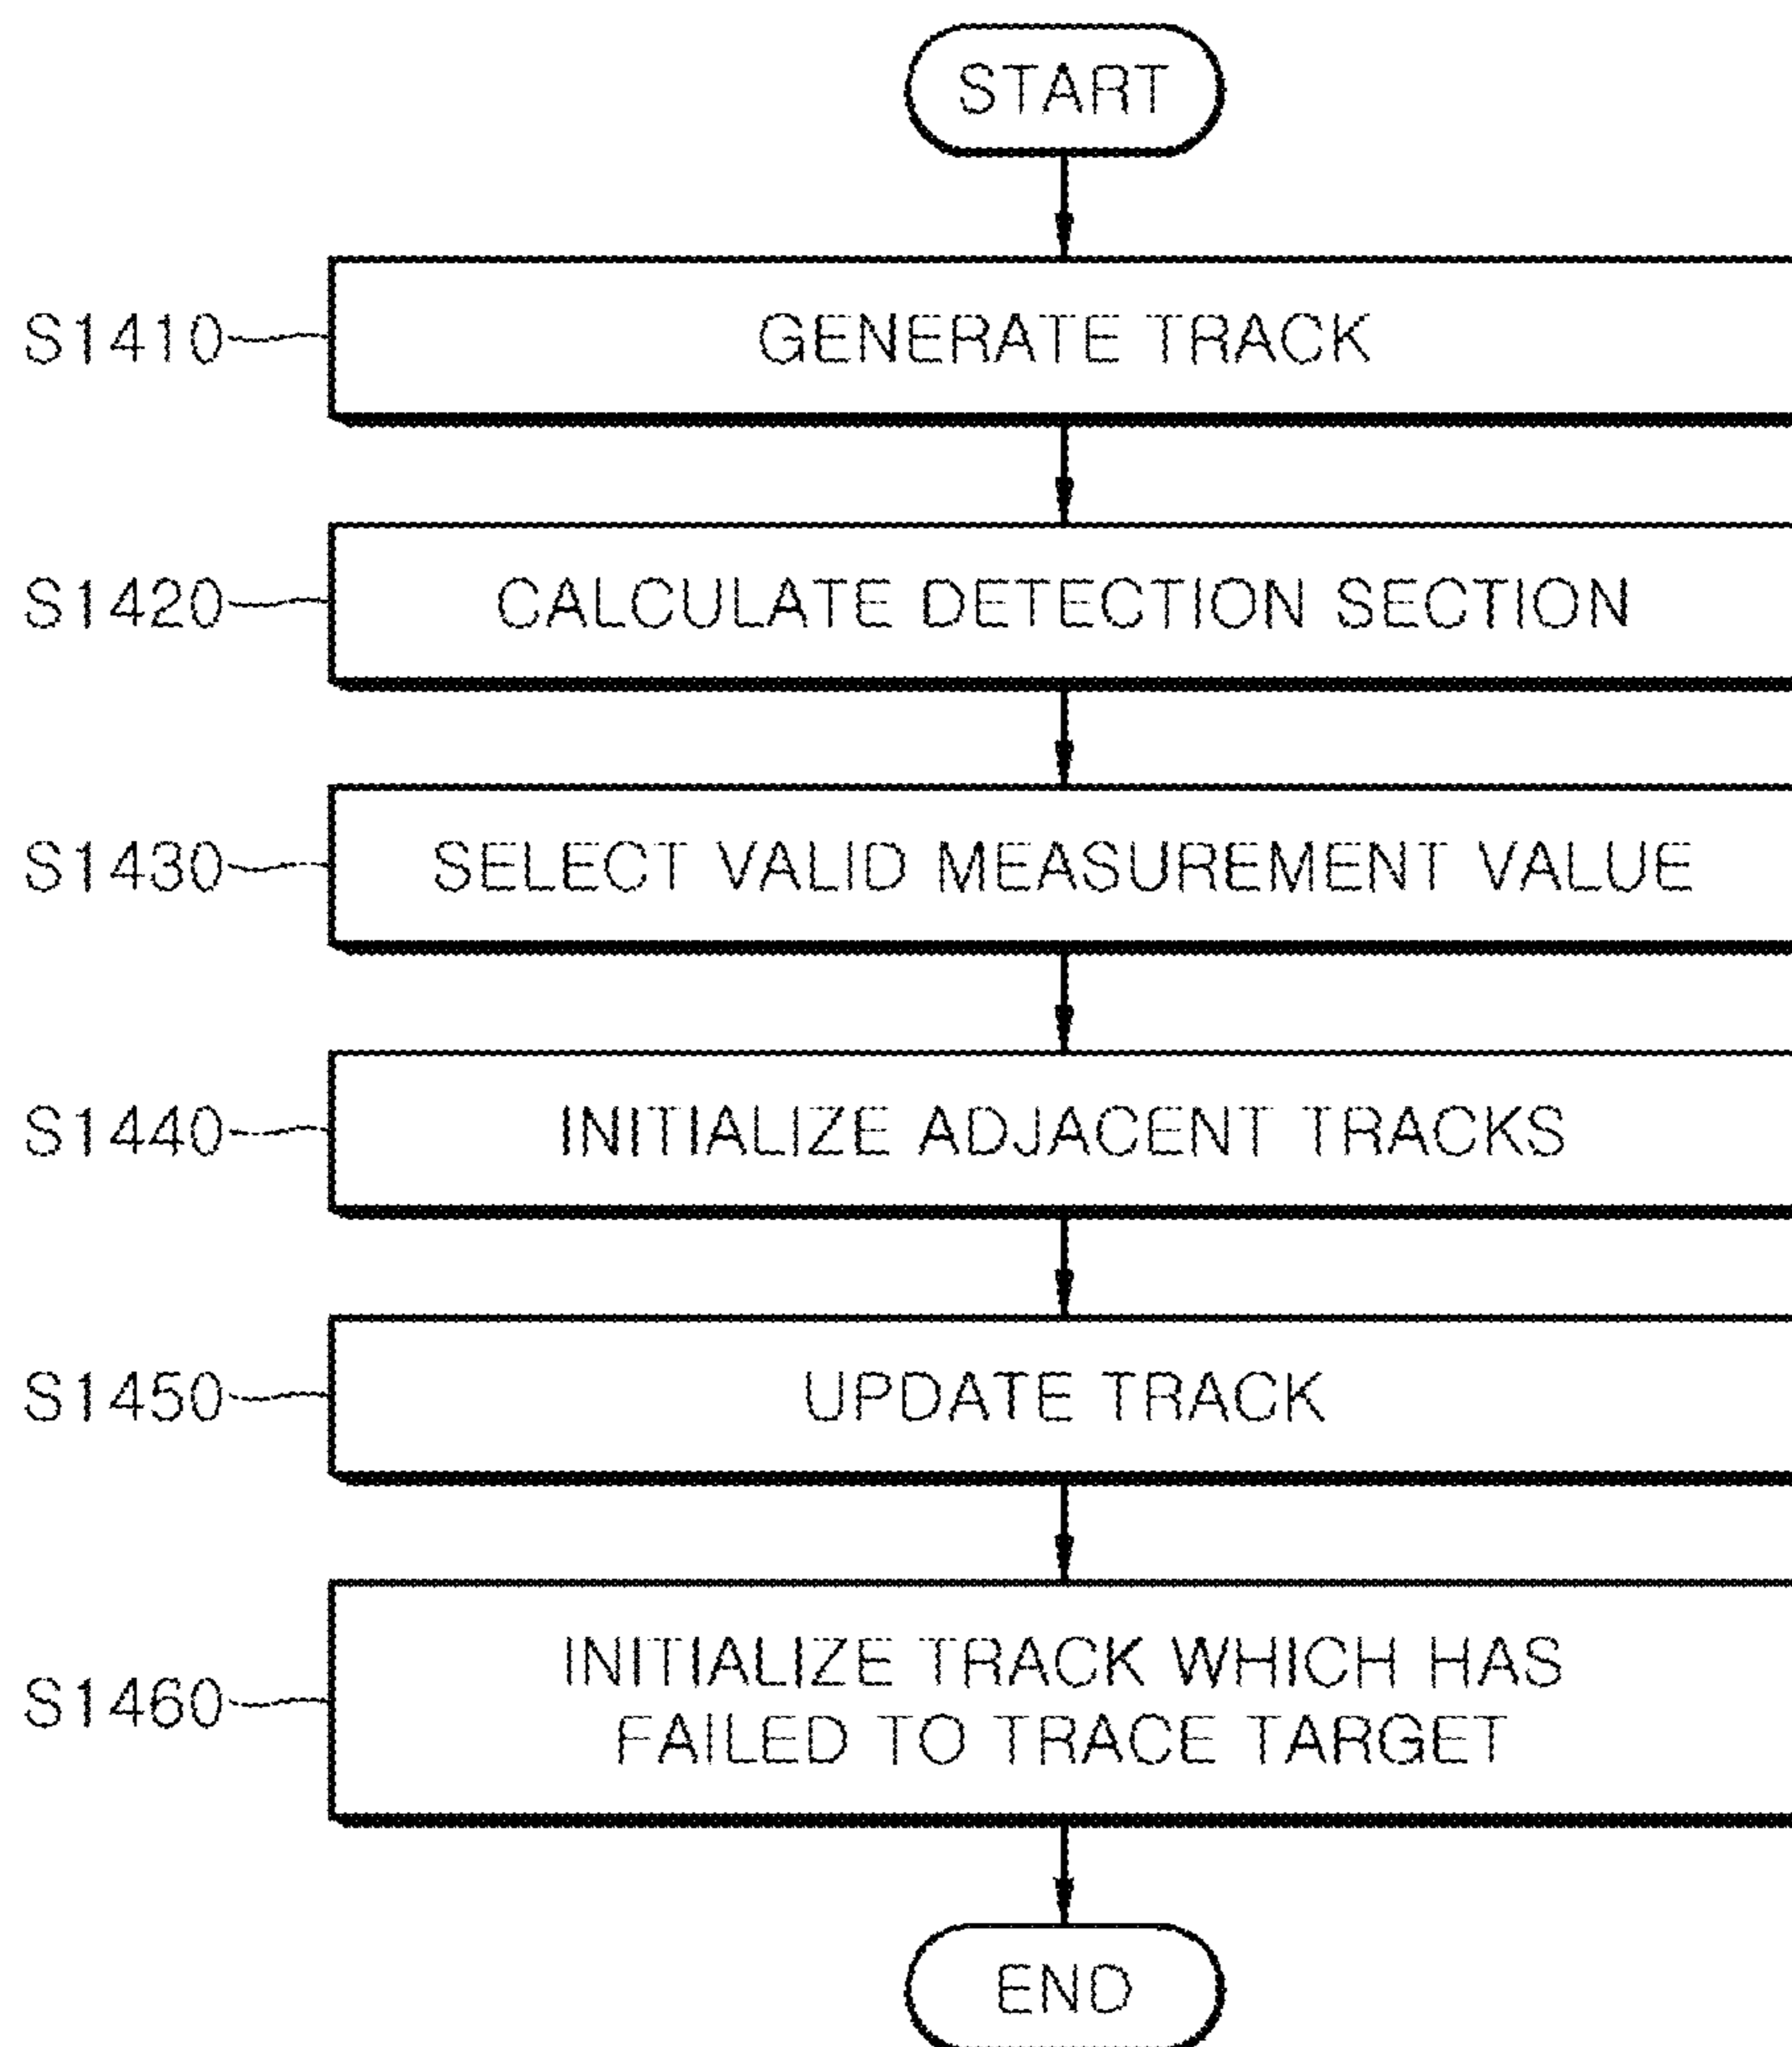 START
S1410
GENERATE TRACK
S1420
CALCULATE DETECTION SECTION
S1430
SELECT VALID MEASUREMENT VALUE
S1440
INITIALIZE ADJACENT TRACKS
S1450
UPDATE TRACK
S1460
INITIALIZE TRACK WHICH HAS
FAILED TO TRACE TARGET
END